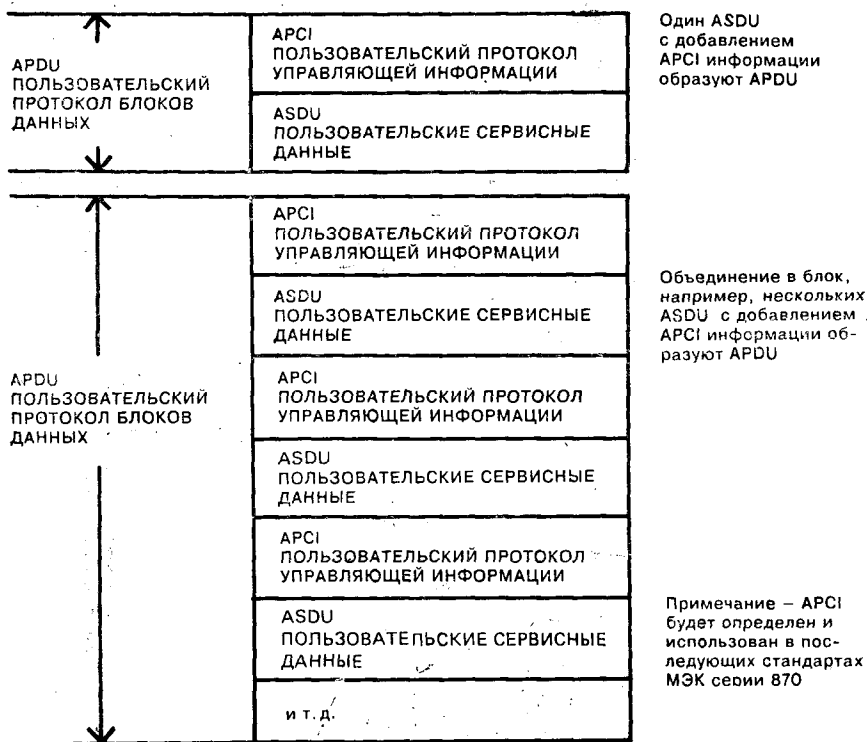 APDU
ПОЛЬЗОВАТЕЛЬСКИЙ
ПРОТОКОЛ БЛОКОВ
ДАННЫХ
APCI
ПОЛЬЗОВАТЕЛЬСКИЙ ПРОТОКОЛ
УПРАВЛЯЮЩЕЙ ИНФОРМАЦИИ
ASDU
ПОЛЬЗОВАТЕЛЬСКИЕ СЕРВИСНЫЕ
ДАННЫЕ
Один ASDU
с добавлением
APCI информации
образуют APDU
APDU
ПОЛЬЗОВАТЕЛЬСКИЙ
ПРОТОКОЛ БЛОКОВ
ДАННЫХ
APCI
ПОЛЬЗОВАТЕЛЬСКИЙ ПРОТОКОЛ
УПРАВЛЯЮЩЕЙ ИНФОРМАЦИИ
ASDU
ПОЛЬЗОВАТЕЛЬСКИЕ СЕРВИСНЫЕ
ДАННЫЕ
APCI
ПОЛЬЗОВАТЕЛЬСКИЙ ПРОТОКОЛ
УПРАВЛЯЮЩЕЙ ИНФОРМАЦИИ
ASDU
ПОЛЬЗОВАТЕЛЬСКИЕ СЕРВИСНЫЕ
ДАННЫЕ
APCI
ПОЛЬЗОВАТЕЛЬСКИЙ ПРОТОКОЛ
УПРАВЛЯЮЩЕЙ ИНФОРМАЦИИ
ASDU
ПОЛЬЗОВАТЕЛЬСКИЕ СЕРВИСНЫЕ
ДАННЫЕ
и т. д.
Объединение в блок,
например, нескольких
ASDU с добавлением
APCI информации об-
разуют APDU
Примечание – APCI
будет определен и
использован в пос-
ледующих стандартах
МЭК серии 870